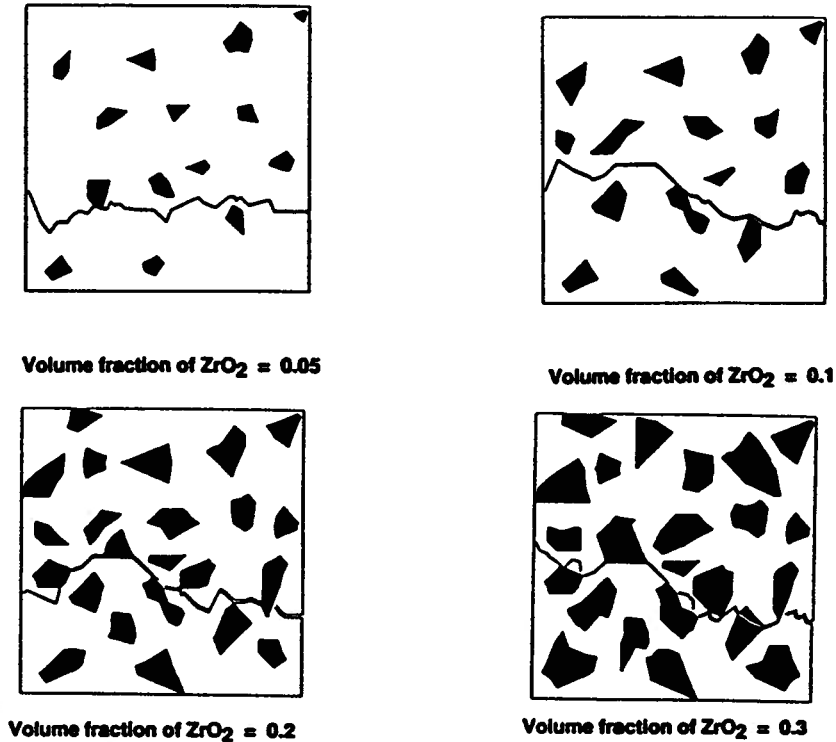 Volume fraction of ZrO2 = 0.05
Volume fraction of ZrO2 = 0.1
Volume fraction of ZrO2 = 0.2
Volume fraction of ZrO2 = 0.3